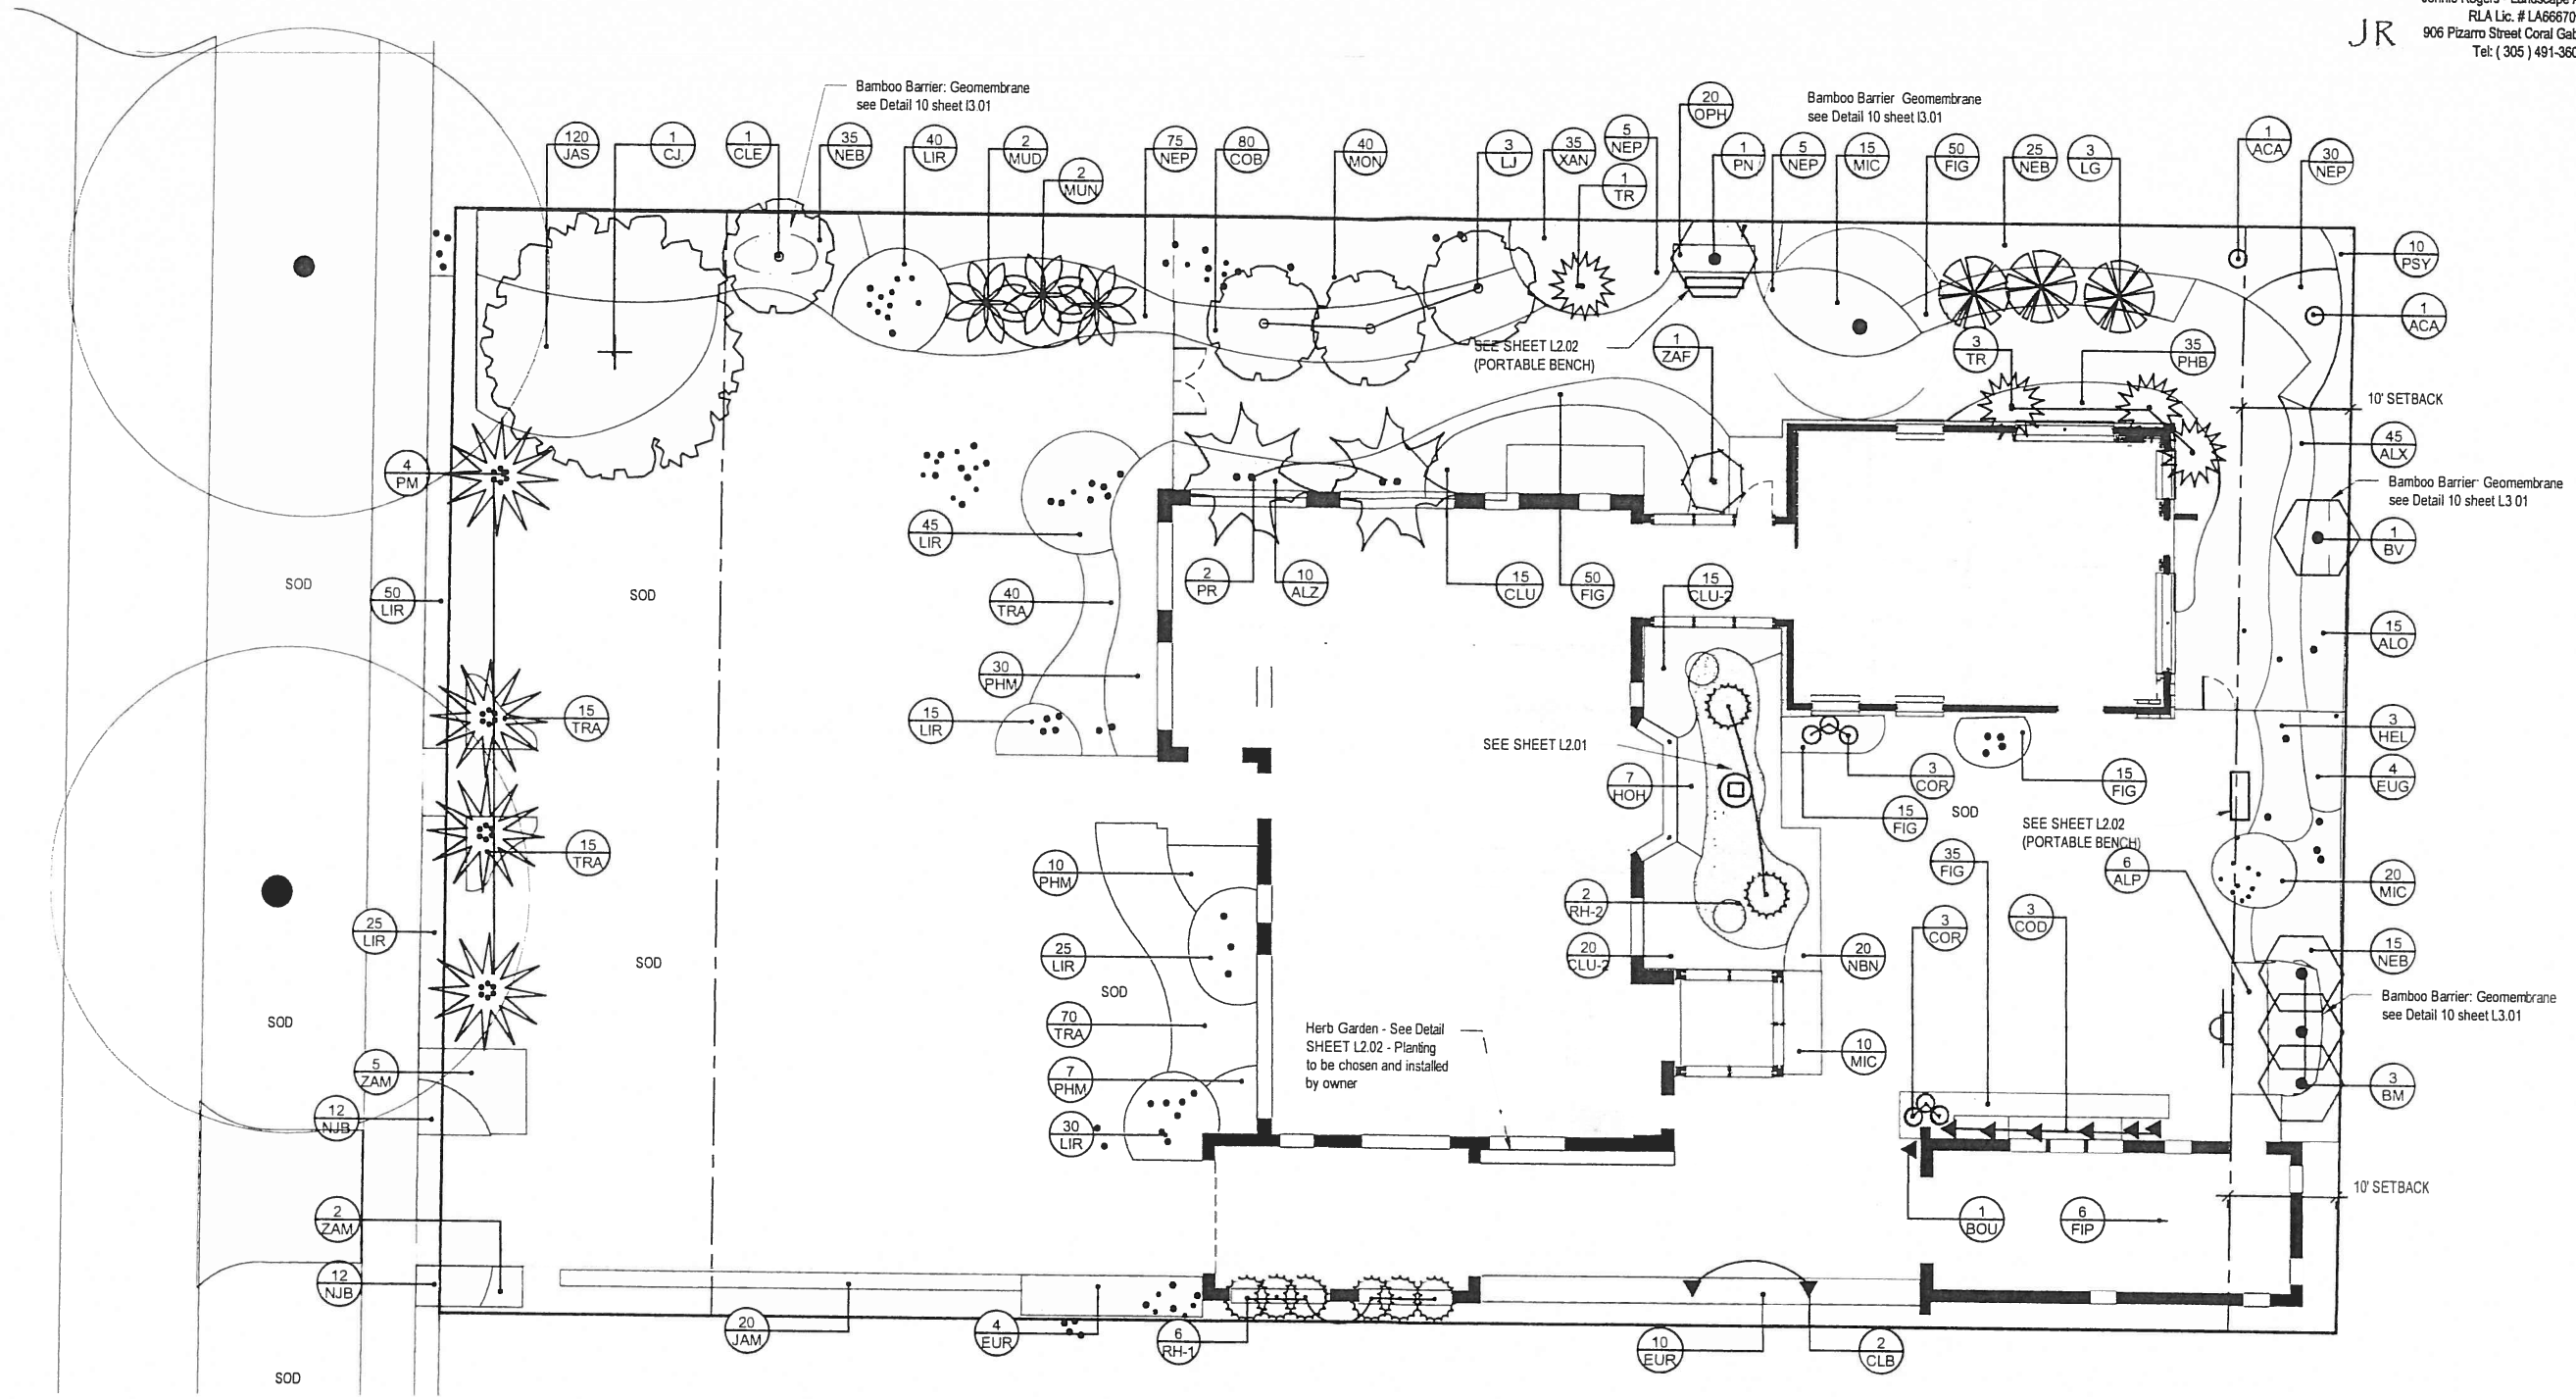 RLA Lic. # LA66670
JR
906 Pizarro Street Coral Gab
Tel: ( 305 ) 491-360
Bamboo Barrier: Geomembrane
see Detail 10 sheet l3.01
Bamboo Barrier Geomembrane
see Detail 10 sheet l3.01
120
JAS
1
CJ.
1
CLE
35
NEB
40
LIR
2
MUD
2
MUN
75
NEP
80
COB
40
MON
3
LJ
35
XAN
5
NEP
1
TR
20
OPH
1
PN
5
NEP
15
MIC
50
FIG
25
NEB
3
LG
1
ACA
30
NEP
10
PSY
1
ACA
SEE SHEET L2.02
(PORTABLE BENCH)
1
ZAF
3
TR
35
PHB
10' SETBACK
45
ALX
Bamboo Barrier: Geomembrane
see Detail 10 sheet L3 01
1
BV
4
PM
45
LIR
SOD
SOD
50
LIR
40
TRA
2
PR
10
ALZ
15
CLU
50
FIG
15
CLU-2
15
ALO
30
PHM
15
LIR
15
TRA
SEE SHEET L2.01
7
HOH
3
COR
15
FIG
15
FIG
SOD
3
HEL
4
EUG
SEE SHEET L2.02
(PORTABLE BENCH)
15
TRA
10
PHM
35
FIG
6
ALP
20
MIC
2
RH-2
3
COR
3
COD
25
LIR
25
LIR
20
CLU-2
20
NBN
15
NEB
SOD
SOD
SOD
70
TRA
Bamboo Barrier: Geomembrane
see Detail 10 sheet L3.01
Herb Garden - See Detail
SHEET L2.02 - Planting
to be chosen and installed
by owner
10
MIC
5
ZAM
7
PHM
3
BM
12
NJB
30
LIR
10' SETBACK
2
ZAM
1
BOU
6
FIP
12
NJB
20
JAM
4
EUR
6
RH-1
10
EUR
2
CLB
SOD